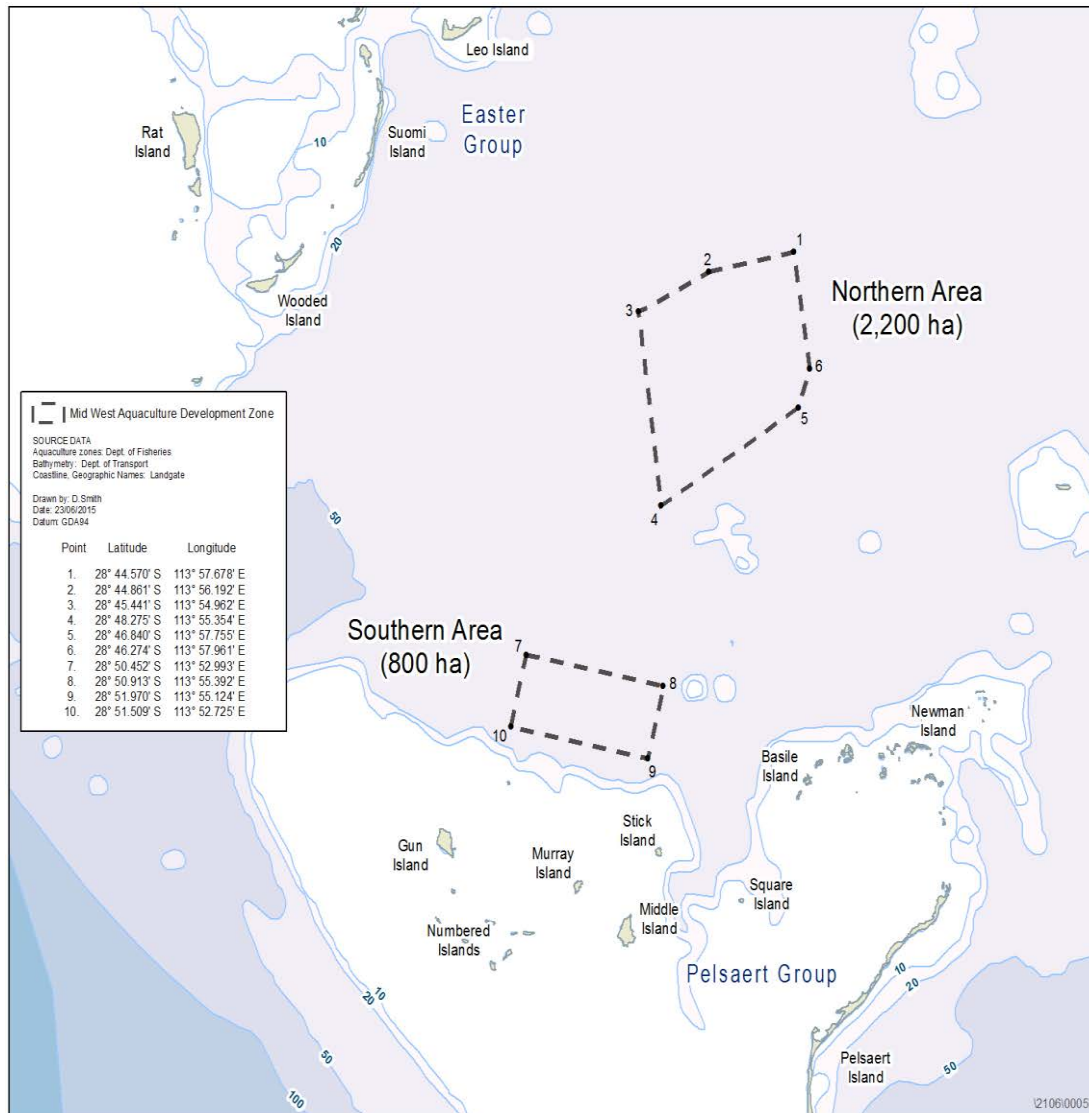 Leo Island
Easter
Group
Rat
Island
Suomi
Island
10
20
Wooded
Island
1
2
3
4
5
6
Northern Area
(2,200 ha)
Mid West Aquaculture Development Zone
SOURCE DATA
Aquaculture zones: Dept. of Fisheries
Bathymetry: Dept. of Transport
Coastline, Geographic Names: Landgate
Drawn by: D.Smith
Date: 23/06/2015
Datum: GDA94
Point Latitude Longitude
1. 28° 44.570' S 113° 57.678' E
2. 28° 44.861' S 113° 56.192' E
3. 28° 45.441' S 113° 54.962' E
4. 28° 48.275' S 113° 55.354' E
5. 28° 46.840' S 113° 57.755' E
6. 28° 46.274' S 113° 57.961' E
7. 28° 50.452' S 113° 52.993' E
8. 28° 50.913' S 113° 55.392' E
9. 28° 51.970' S 113° 55.124' E
10. 28° 51.509' S 113° 52.725' E
50
Southern Area
(800 ha)
7
8
9
10
Newman
Island
Basile
Island
Stick
Island
Gun
Island
Murray
Island
Square
Island
Middle
Island
Numbered
Islands
Pelsaert Group
10
20
10
20
50
100
Pelsaert
Island
50
\2106\0005